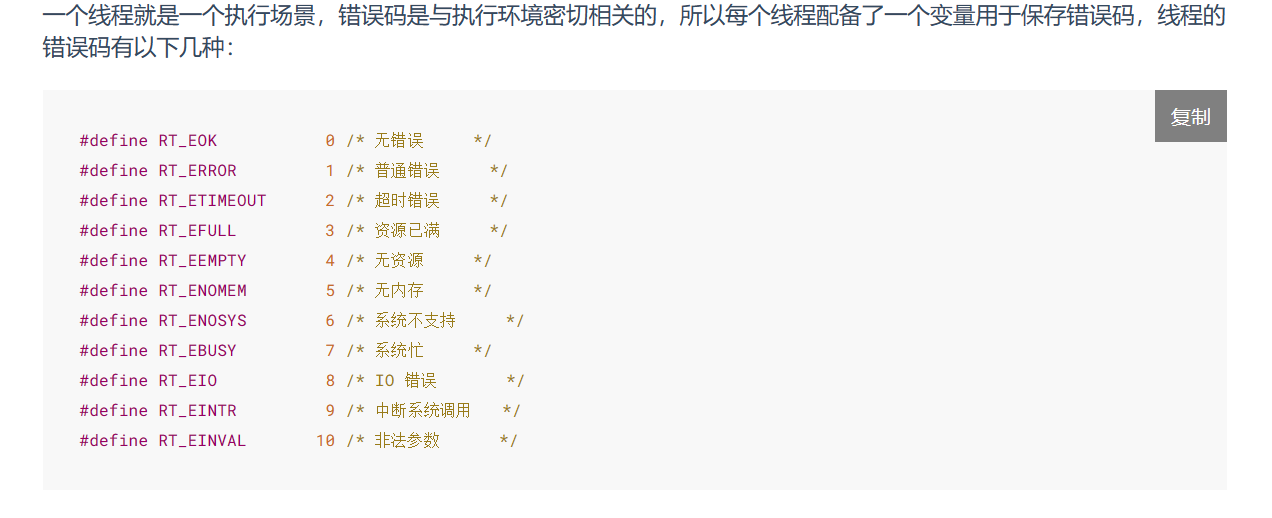 一个线程就是一个执行场景，错误码是与执行环境密切相关的，所以每个线程配备了一个变量用于保存错误码，线程的
错误码有以下几种：
复制
#define RT_EOK           0 /* 无错误     */
#define RT_ERROR         1 /* 普通错误     */
#define RT_ETIMEOUT      2 /* 超时错误     */
#define RT_EFULL         3 /* 资源已满     */
#define RT_EEMPTY        4 /* 无资源     */
#define RT_ENOMEM        5 /* 无内存     */
#define RT_ENOSYS        6 /* 系统不支持     */
#define RT_EBUSY         7 /* 系统忙     */
#define RT_EIO           8 /* IO 错误       */
#define RT_EINTR         9 /* 中断系统调用   */
#define RT_EINVAL       10 /* 非法参数      */